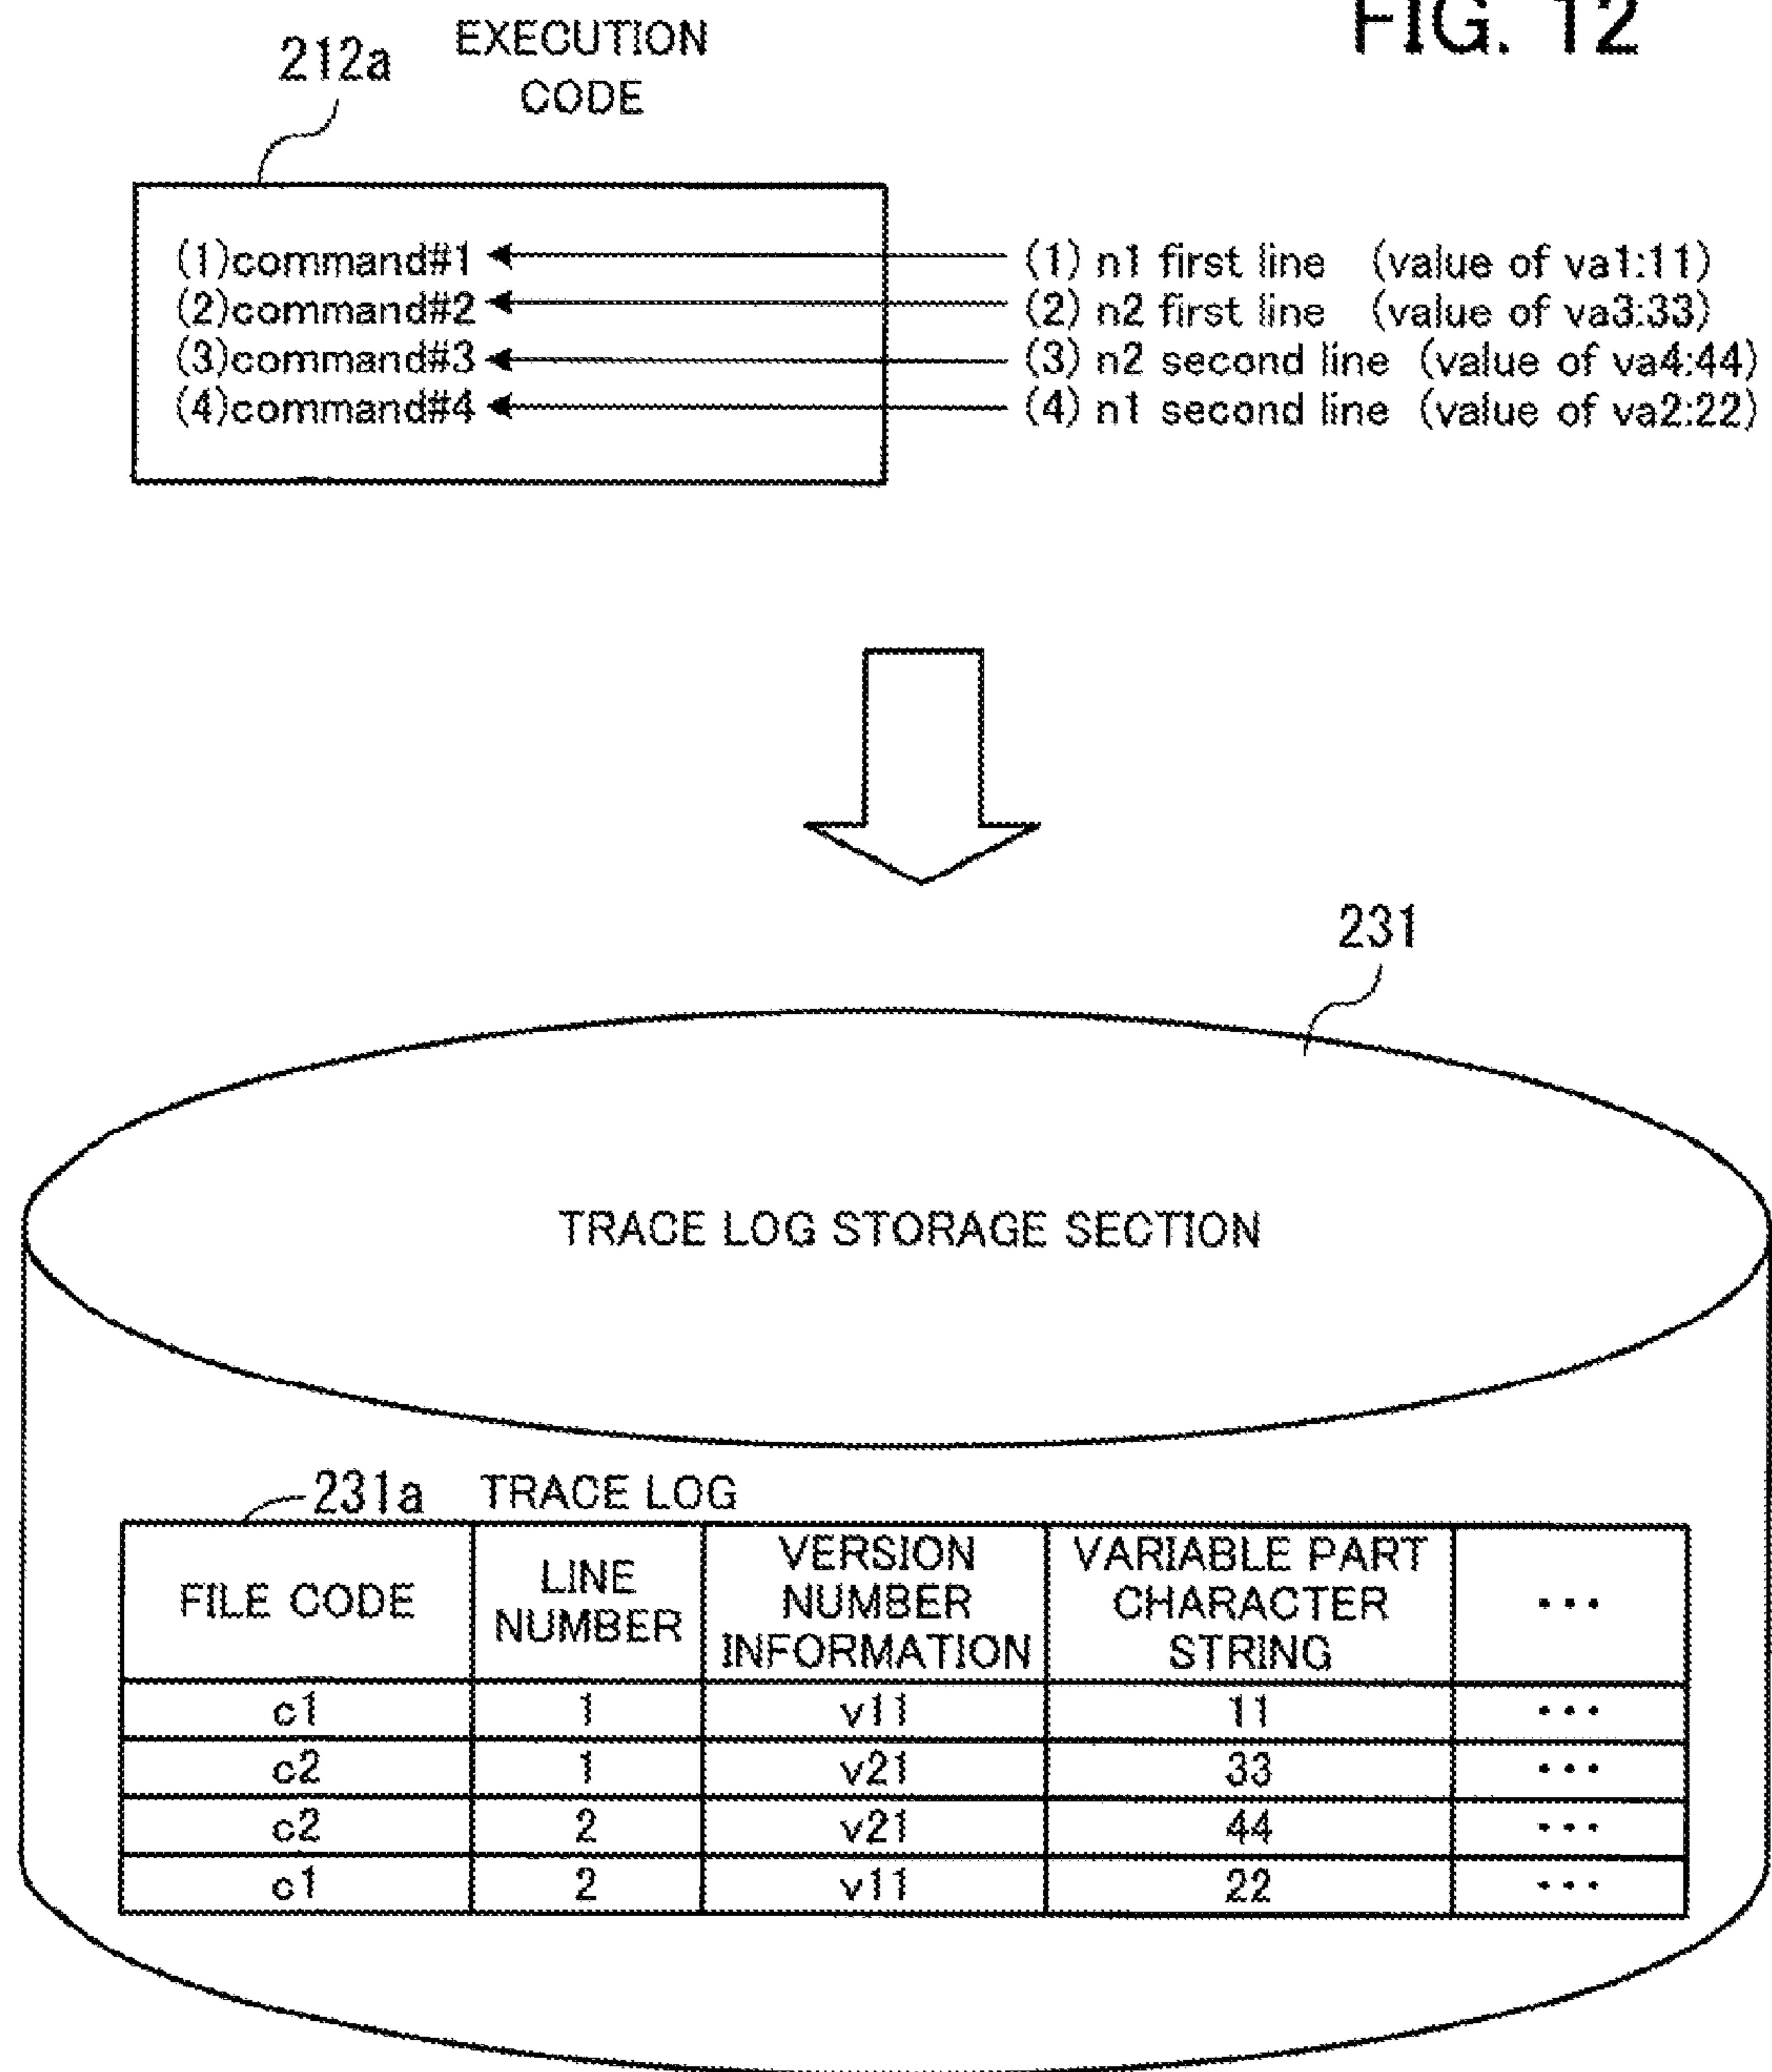 FIG. 12
212a
EXECUTION
CODE
(1)command#1
(2)command#2
(3)command#3
(4)command#4
(1) n1 first line (value of va1:11)
(2) n2 first line (value of va3:33)
(3) n2 second line (value of va4:44)
(4) n1 second line (value of va2:22)
231
TRACE LOG STORAGE SECTION
231a TRACE LOG
FILE CODE
LINE
NUMBER
VERSION
NUMBER
INFORMATION
VARIABLE PART
CHARACTER
STRING
...
c1 1 v11 11 ...
c2 1 v21 33 ...
c2 2 v21 44 ...
c1 2 v11 22 ...